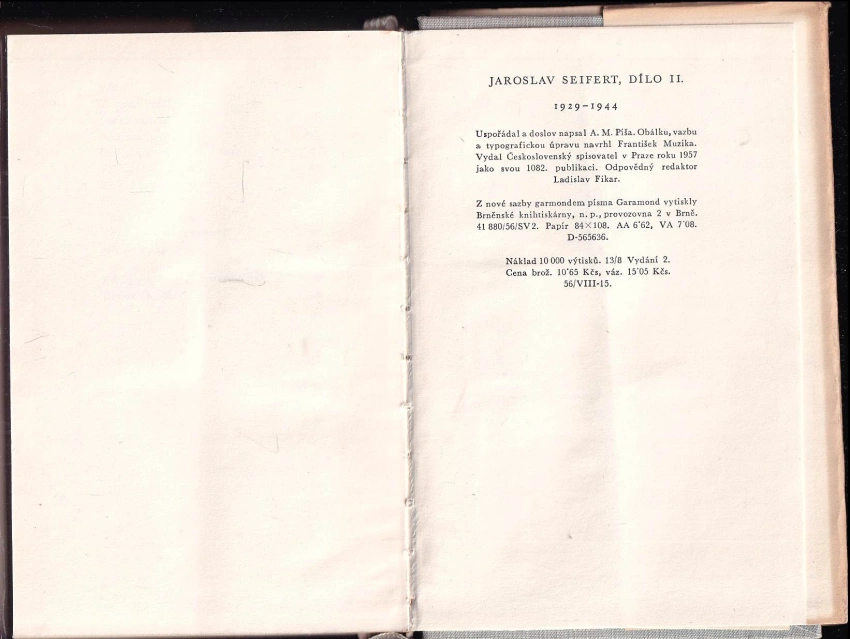 JAROSLAV SEIFERT, DÍLO II.
1929–1944
Uspořádal a doslov napsal A. M. Píša. Obálku, vazbu
a typografickou úpravu navrhl František Muzika.
Vydal Československý spisovatel v Praze roku 1957
jako svou 1082. publikaci. Odpovědný redaktor
Ladislav Fikar.
Z nové sazby garmondem písma Garamond vytiskly
Brněnské knihtiskárny, n. p., provozovna 2 v Brně.
41 880/56/SV2. Papír 84×108. AA 6˙62, VA 7˙08.
D-565636.
Náklad 10 000 výtisků. 13/8 Vydání 2.
Cena brož. 10˙65 Kčs, váz. 15˙05 Kčs.
56/VIII-15.